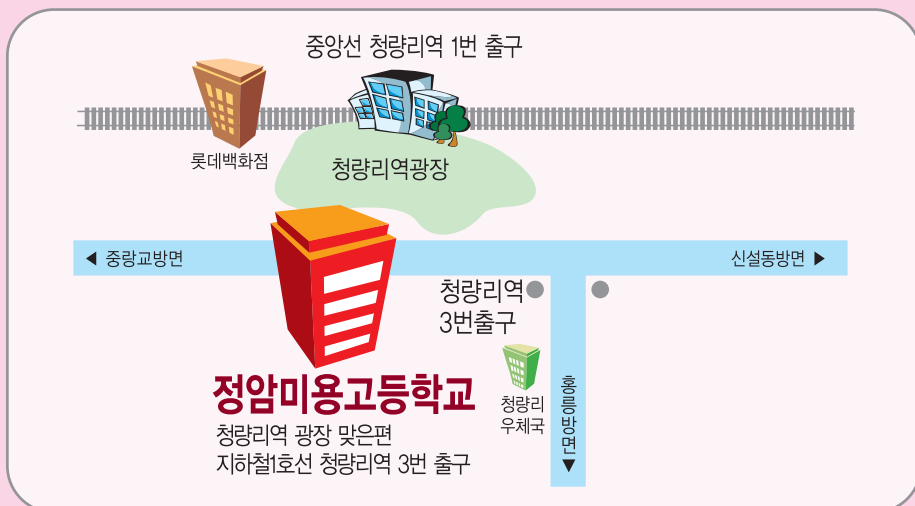 중앙선 청량리역 1번 출구
롯데백화점
청량리역광장
◀ 중랑교방면
신설동방면 ▶
청량리역
3번출구
청량리
우체국
홍릉방면▼
정암미용고등학교
청량리역 광장 맞은편
지하철1호선 청량리역 3번 출구